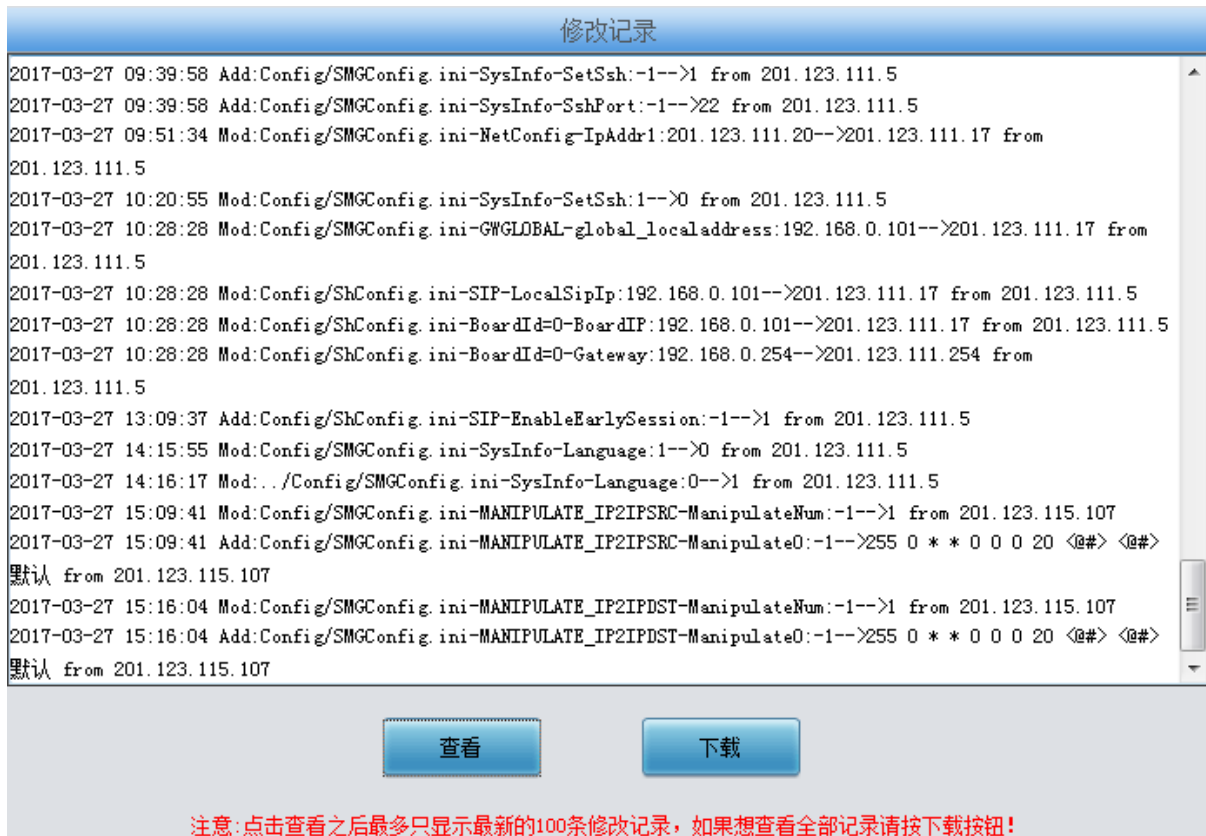 修改记录
2017-03-27 09:39:58 Add:Config/SMGConfig.ini-SysInfo-SetSsh:-1-->1 from 201.123.111.5
2017-03-27 09:39:58 Add:Config/SMGConfig.ini-SysInfo-SshPort:-1-->22 from 201.123.111.5
2017-03-27 09:51:34 Mod:Config/SMGConfig.ini-NetConfig-IpAddr1:201.123.111.20-->201.123.111.17 from
201.123.111.5
2017-03-27 10:20:55 Mod:Config/SMGConfig.ini-SysInfo-SetSsh:1-->0 from 201.123.111.5
2017-03-27 10:28:28 Mod:Config/SMGConfig.ini-GWGLOBAL-global_localaddress:192.168.0.101-->201.123.111.17 from
201.123.111.5
2017-03-27 10:28:28 Mod:Config/ShConfig.ini-SIP-LocalSipIp:192.168.0.101-->201.123.111.17 from 201.123.111.5
2017-03-27 10:28:28 Mod:Config/ShConfig.ini-BoardId=0-BoardIP:192.168.0.101-->201.123.111.17 from 201.123.111.5
2017-03-27 10:28:28 Mod:Config/ShConfig.ini-BoardId=0-Gateway:192.168.0.254-->201.123.111.254 from
201.123.111.5
2017-03-27 13:09:37 Add:Config/ShConfig.ini-SIP-EnableEarlySession:-1-->1 from 201.123.111.5
2017-03-27 14:15:55 Mod:Config/SMGConfig.ini-SysInfo-Language:1-->0 from 201.123.111.5
2017-03-27 14:16:17 Mod:../Config/SMGConfig.ini-SysInfo-Language:0-->1 from 201.123.111.5
2017-03-27 15:09:41 Mod:Config/SMGConfig.ini-MANIPULATE_IP2IPSRC-ManipulateNum:-1-->1 from 201.123.115.107
2017-03-27 15:09:41 Add:Config/SMGConfig.ini-MANIPULATE_IP2IPSRC-Manipulate0:-1-->255 0 * * 0 0 0 20 <@#> <@#>
默认 from 201.123.115.107
2017-03-27 15:16:04 Mod:Config/SMGConfig.ini-MANIPULATE_IP2IPDST-ManipulateNum:-1-->1 from 201.123.115.107
2017-03-27 15:16:04 Add:Config/SMGConfig.ini-MANIPULATE_IP2IPDST-Manipulate0:-1-->255 0 * * 0 0 0 20 <@#> <@#>
默认 from 201.123.115.107
查看 下载
注意:点击查看之后最多只显示最新的100条修改记录，如果想查看全部记录请按下载按钮！